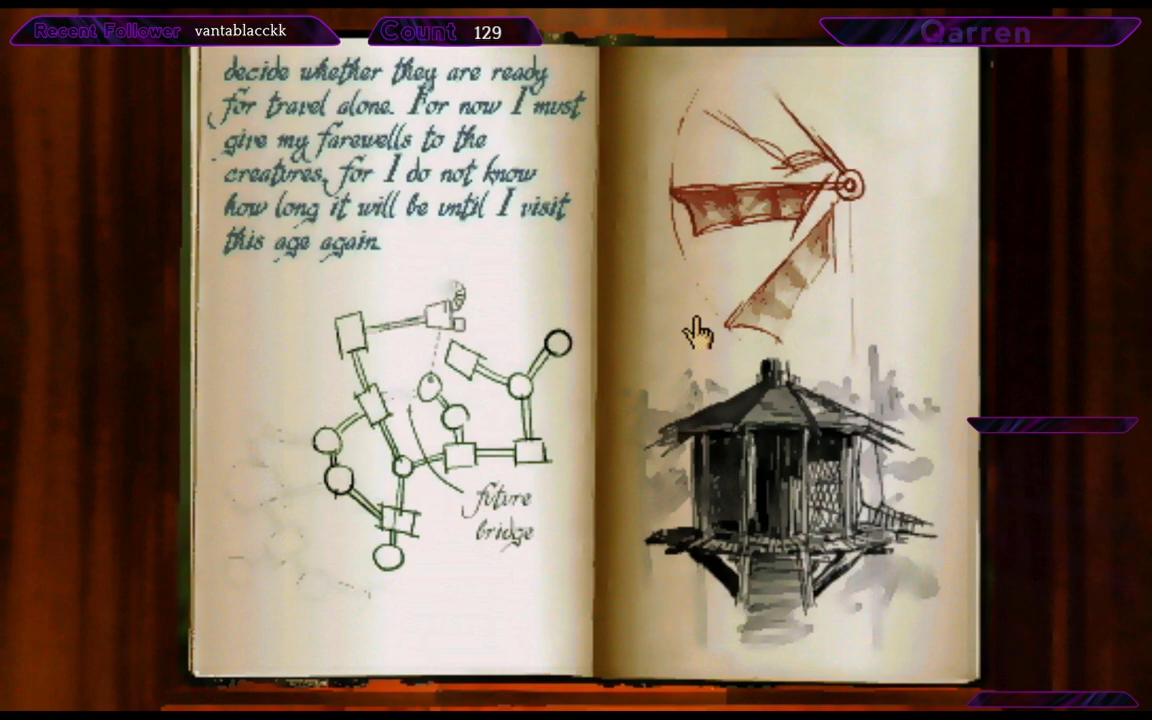 Recent Follower vantablacckk
Count 129
Qarren
decide whether they are ready
for travel alone. For now I must
give my farewells to the
creatures, for I do not know
how long it will be until I visit
this age again.
future
bridge